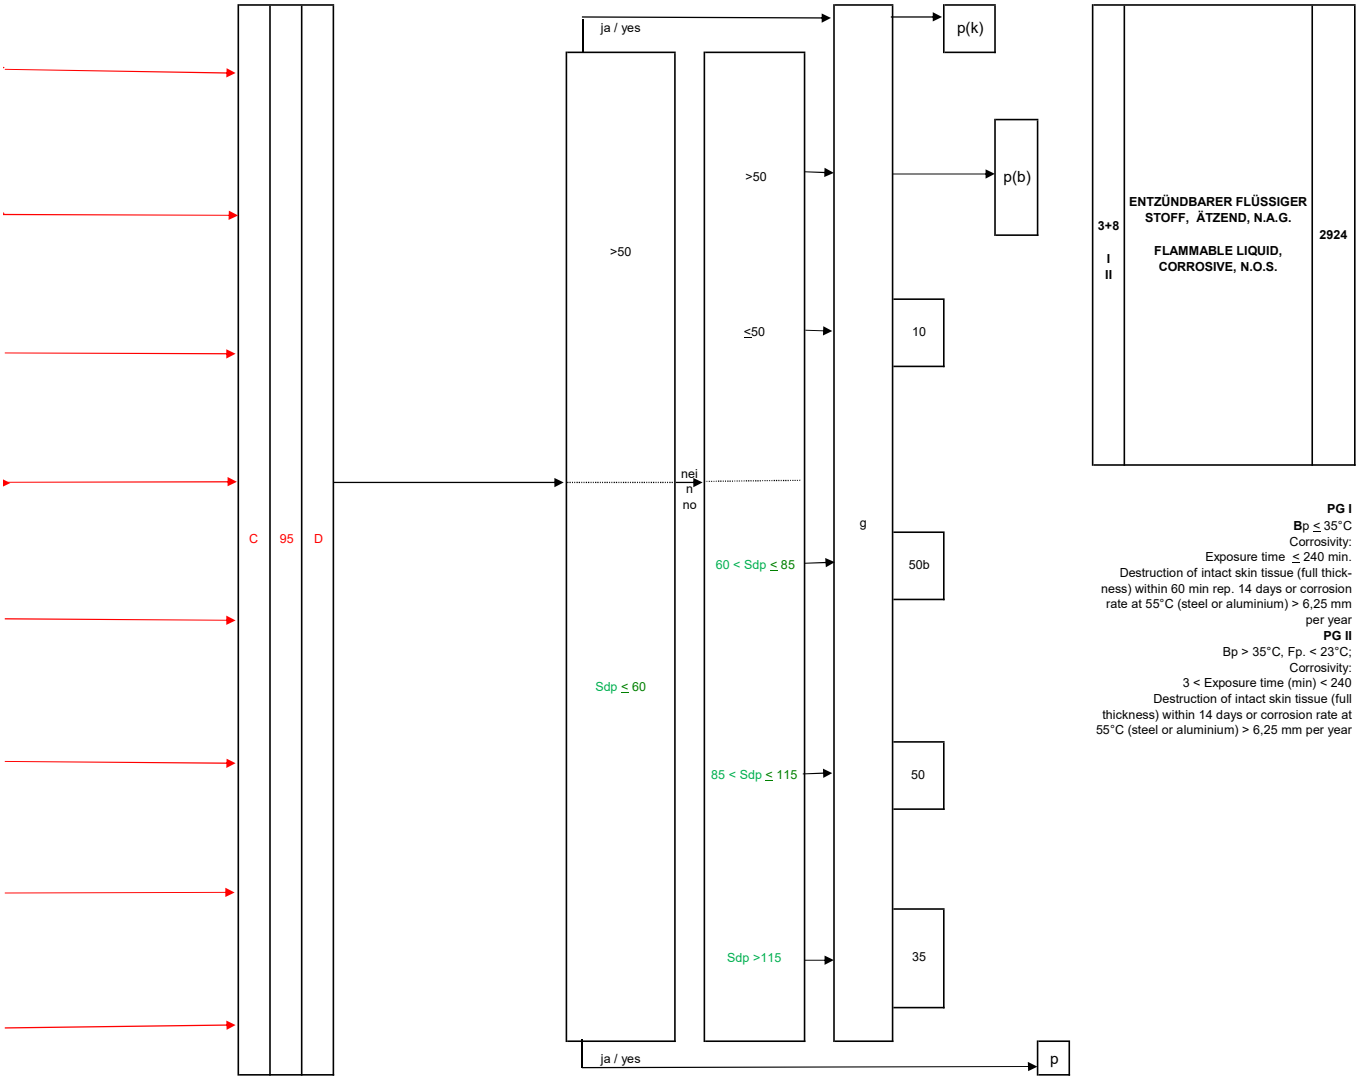 ja / yes
p(k)
>50
p(b)
>50
ENTZÜNDBARER FLÜSSIGER
STOFF, ÄTZEND, N.A.G.
3+8
I
II
FLAMMABLE LIQUID,
CORROSIVE, N.O.S.
2924
≤50
10
nei
n
no
g
C
95
D
60 < Sdp ≤ 85
50b
Sdp ≤ 60
85 < Sdp ≤ 115
50
Sdp >115
35
ja / yes
p
PG I
Bp ≤ 35°C
Corrosivity:
Exposure time ≤ 240 min.
Destruction of intact skin tissue (full thick-
ness) within 60 min rep. 14 days or corrosion
rate at 55°C (steel or aluminium) > 6,25 mm
per year
PG II
Bp > 35°C, Fp. < 23°C;
Corrosivity:
3 < Exposure time (min) < 240
Destruction of intact skin tissue (full
thickness) within 14 days or corrosion rate at
55°C (steel or aluminium) > 6,25 mm per year